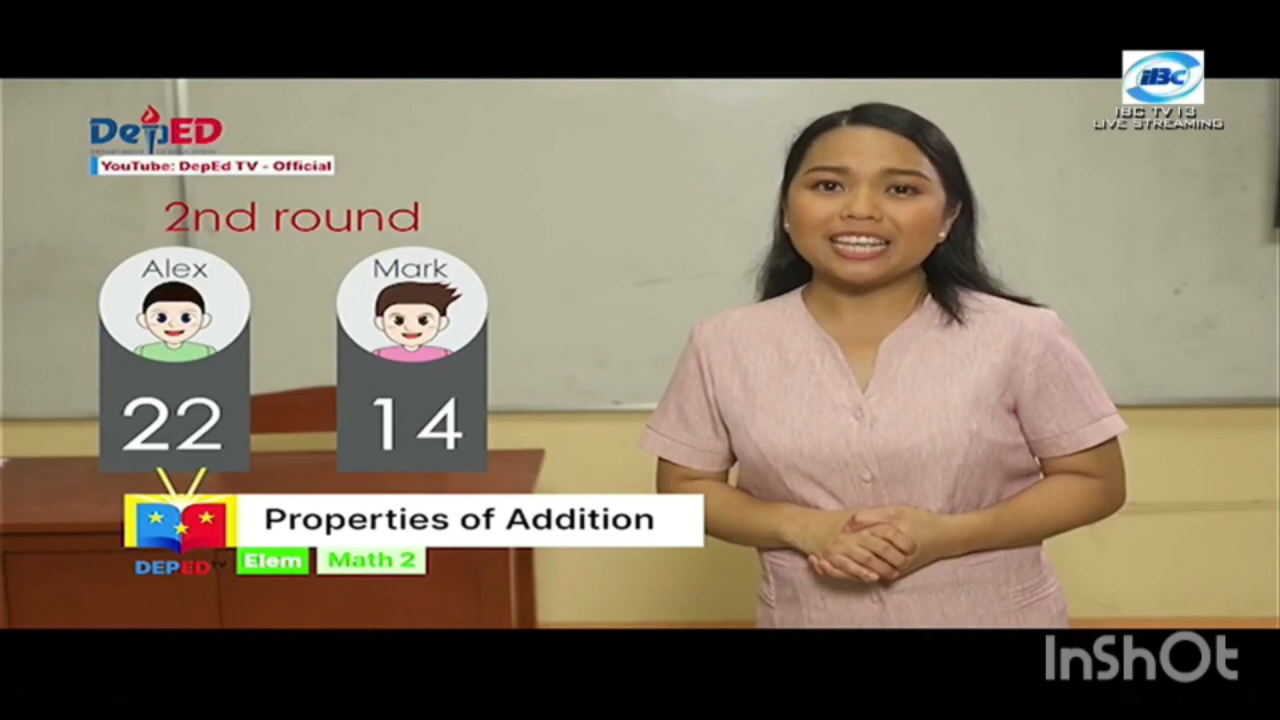 iBC
IBC TV 13
LIVE STREAMING
DepED
YouTube: DepEd TV - Official
2nd round
Alex
Mark
22
14
Properties of Addition
DEPED TV
Elem
Math 2
InShOt